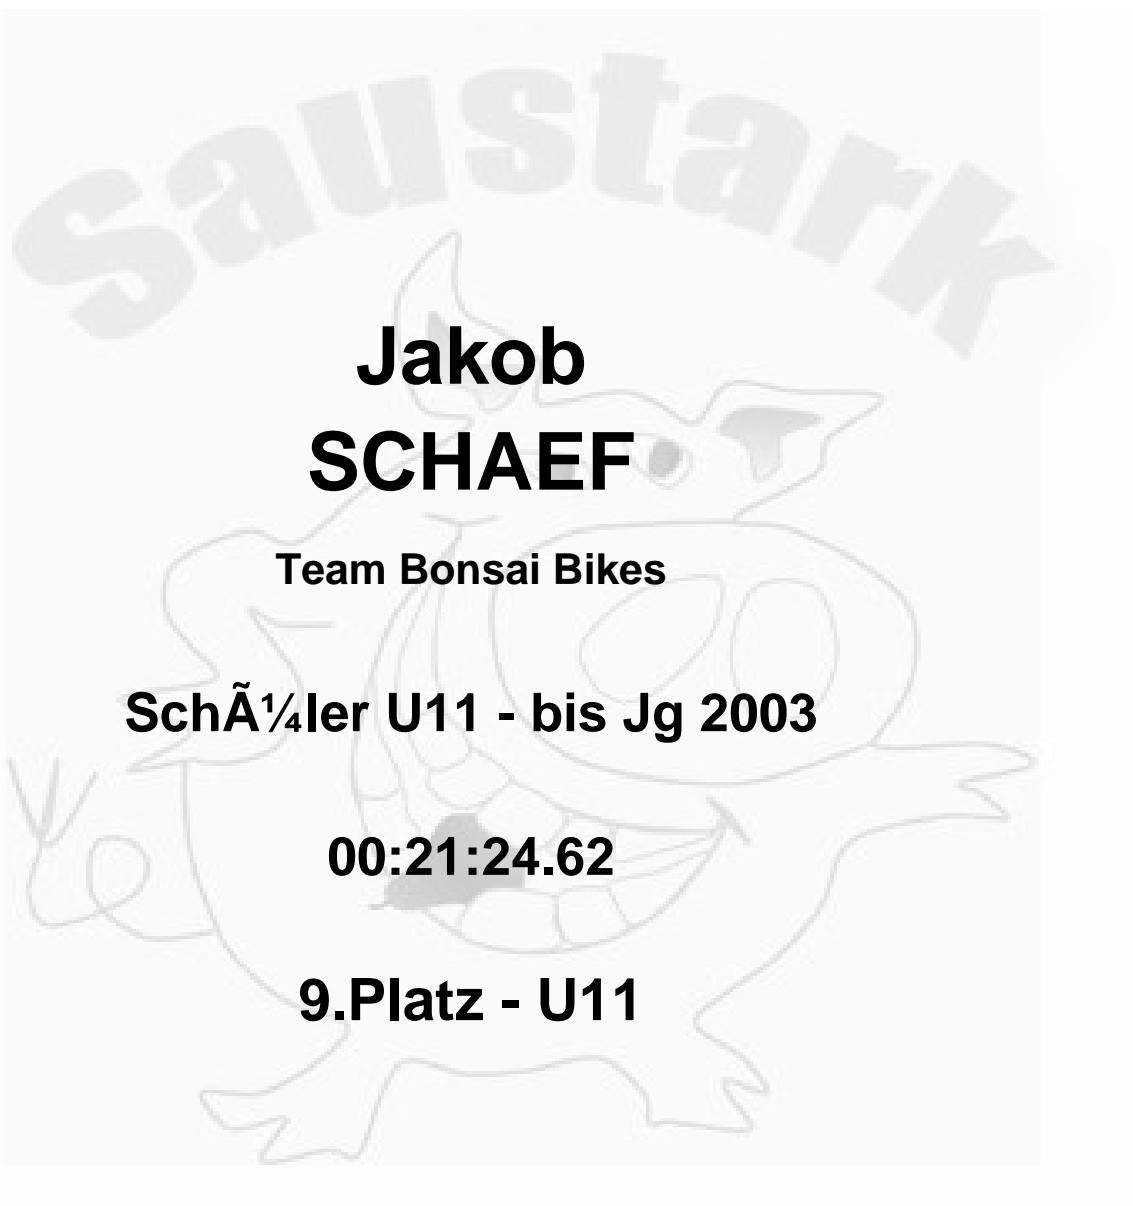 Saustark
Jakob
SCHAEF
Team Bonsai Bikes
SchÃ¼ler U11 - bis Jg 2003
00:21:24.62
9.Platz - U11